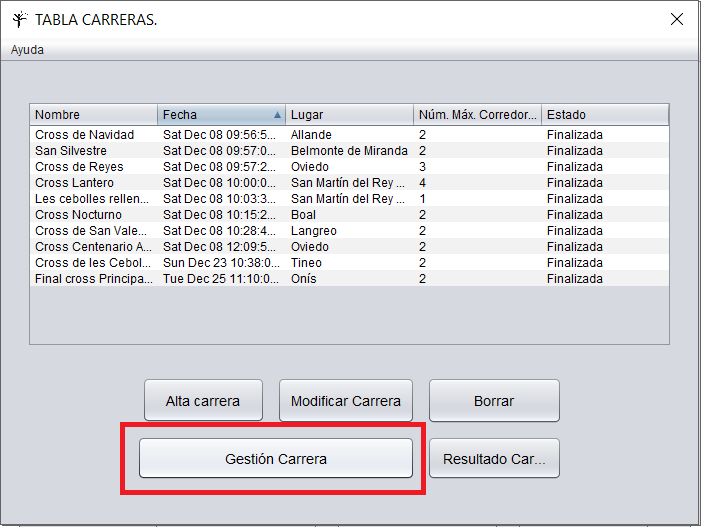 TABLA CARRERAS.
Ayuda
Nombre Fecha Lugar Núm. Máx. Corredor... Estado
Cross de Navidad Sat Dec 08 09:56:5... Allande 2 Finalizada
San Silvestre Sat Dec 08 09:57:0... Belmonte de Miranda 2 Finalizada
Cross de Reyes Sat Dec 08 09:57:2... Oviedo 3 Finalizada
Cross Lantero Sat Dec 08 10:00:0... San Martín del Rey ... 4 Finalizada
Les cebolles rellen... Sat Dec 08 10:03:3... San Martín del Rey ... 1 Finalizada
Cross Nocturno Sat Dec 08 10:15:2... Boal 2 Finalizada
Cross de San Vale... Sat Dec 08 10:28:4... Langreo 2 Finalizada
Cross Centenario A... Sat Dec 08 12:09:5... Oviedo 2 Finalizada
Cross de les Cebol... Sun Dec 23 10:38:0... Tineo 2 Finalizada
Final cross Principa... Tue Dec 25 11:10:0... Onís 2 Finalizada
Alta carrera Modificar Carrera Borrar
Gestión Carrera Resultado Car...